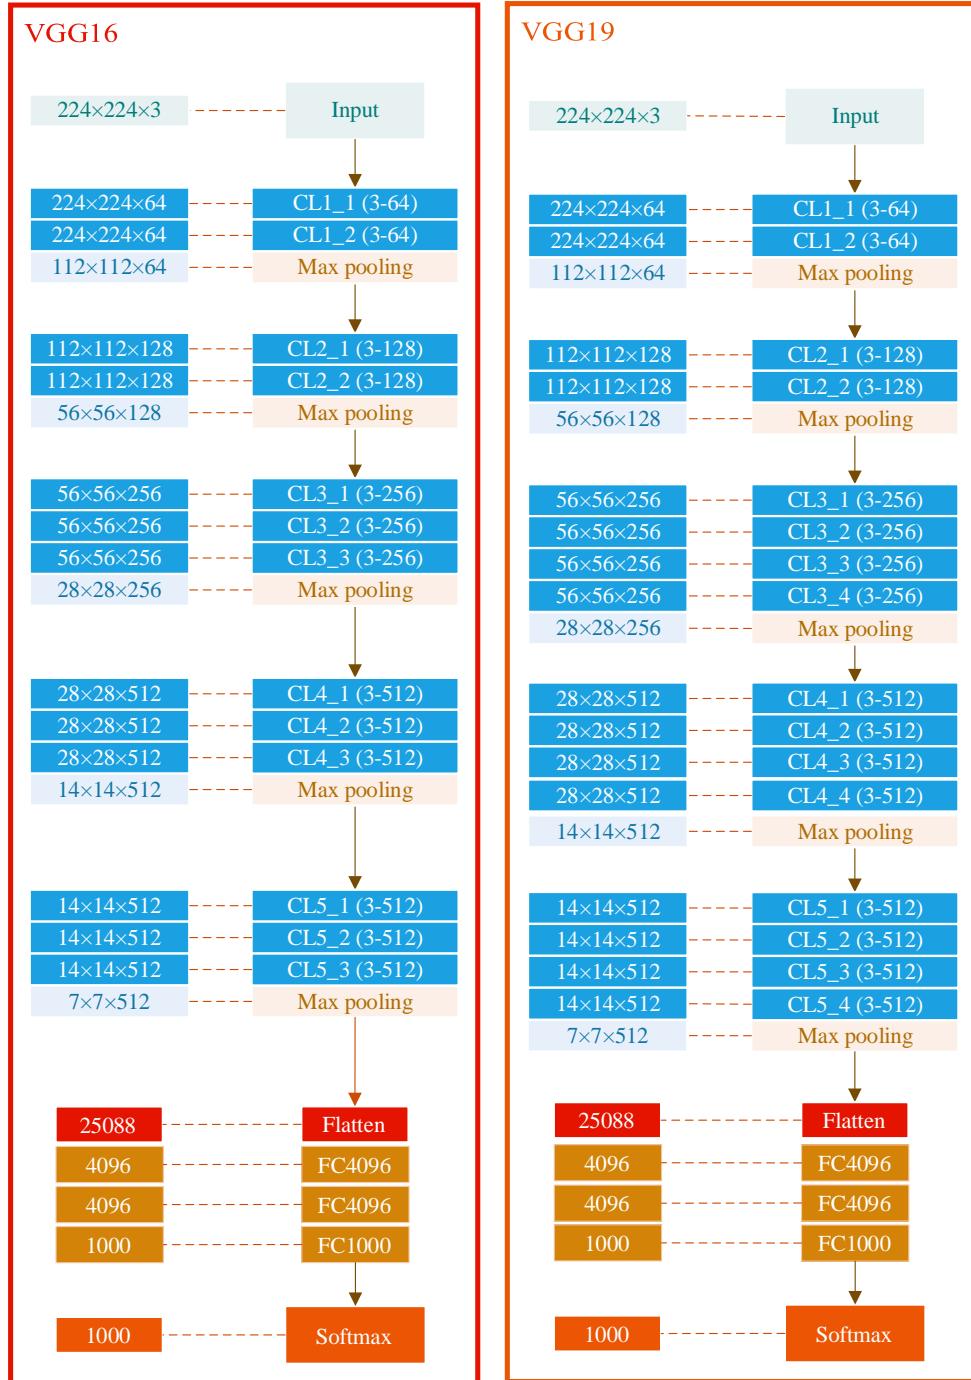 VGG16
224×224×3 Input
224×224×64 CL1_1 (3-64)
224×224×64 CL1_2 (3-64)
112×112×64 Max pooling
112×112×128 CL2_1 (3-128)
112×112×128 CL2_2 (3-128)
56×56×128 Max pooling
56×56×256 CL3_1 (3-256)
56×56×256 CL3_2 (3-256)
56×56×256 CL3_3 (3-256)
28×28×256 Max pooling
28×28×512 CL4_1 (3-512)
28×28×512 CL4_2 (3-512)
28×28×512 CL4_3 (3-512)
14×14×512 Max pooling
14×14×512 CL5_1 (3-512)
14×14×512 CL5_2 (3-512)
14×14×512 CL5_3 (3-512)
7×7×512 Max pooling
25088 Flatten
4096 FC4096
4096 FC4096
1000 FC1000
1000 Softmax
VGG19
224×224×3 Input
224×224×64 CL1_1 (3-64)
224×224×64 CL1_2 (3-64)
112×112×64 Max pooling
112×112×128 CL2_1 (3-128)
112×112×128 CL2_2 (3-128)
56×56×128 Max pooling
56×56×256 CL3_1 (3-256)
56×56×256 CL3_2 (3-256)
56×56×256 CL3_3 (3-256)
56×56×256 CL3_4 (3-256)
28×28×256 Max pooling
28×28×512 CL4_1 (3-512)
28×28×512 CL4_2 (3-512)
28×28×512 CL4_3 (3-512)
28×28×512 CL4_4 (3-512)
14×14×512 Max pooling
14×14×512 CL5_1 (3-512)
14×14×512 CL5_2 (3-512)
14×14×512 CL5_3 (3-512)
14×14×512 CL5_4 (3-512)
7×7×512 Max pooling
25088 Flatten
4096 FC4096
4096 FC4096
1000 FC1000
1000 Softmax